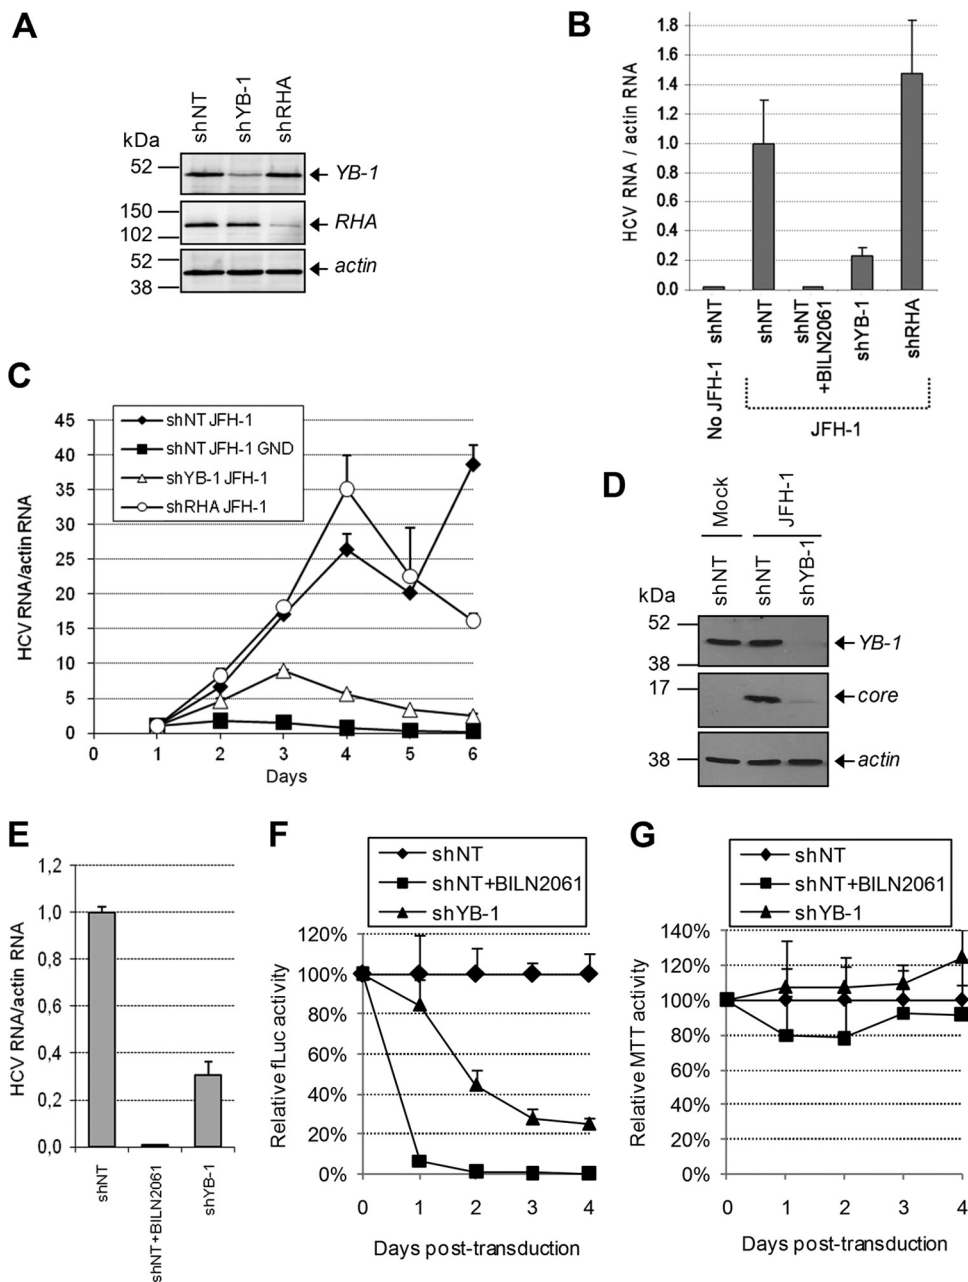 A
shNT
shYB-1
shRHA
kDa
52
YB-1
150
102
RHA
52
38
actin
B
HCV RNA / actin RNA
1.8
1.6
1.4
1.2
1.0
0.8
0.6
0.4
0.2
0.0
shNT
shNT
shNT
+BILN2061
shYB-1
shRHA
No JFH-1
JFH-1
C
HCV RNA/actin RNA
45
40
35
30
25
20
15
10
5
0
shNT JFH-1
shNT JFH-1 GND
shYB-1 JFH-1
shRHA JFH-1
0 1 2 3 4 5 6
Days
D
Mock
JFH-1
shNT
shNT
shYB-1
kDa
52
YB-1
38
17
core
38
actin
E
HCV RNA/actin RNA
1,2
1,0
0,8
0,6
0,4
0,2
0,0
shNT
shNT+BILN2061
shYB-1
F
shNT
shNT+BILN2061
shYB-1
Relative fLuc activity
120%
100%
80%
60%
40%
20%
0%
0 1 2 3 4
Days post-transduction
G
shNT
shNT+BILN2061
shYB-1
Relative MTT activity
140%
120%
100%
80%
60%
40%
20%
0%
0 1 2 3 4
Days post-transduction